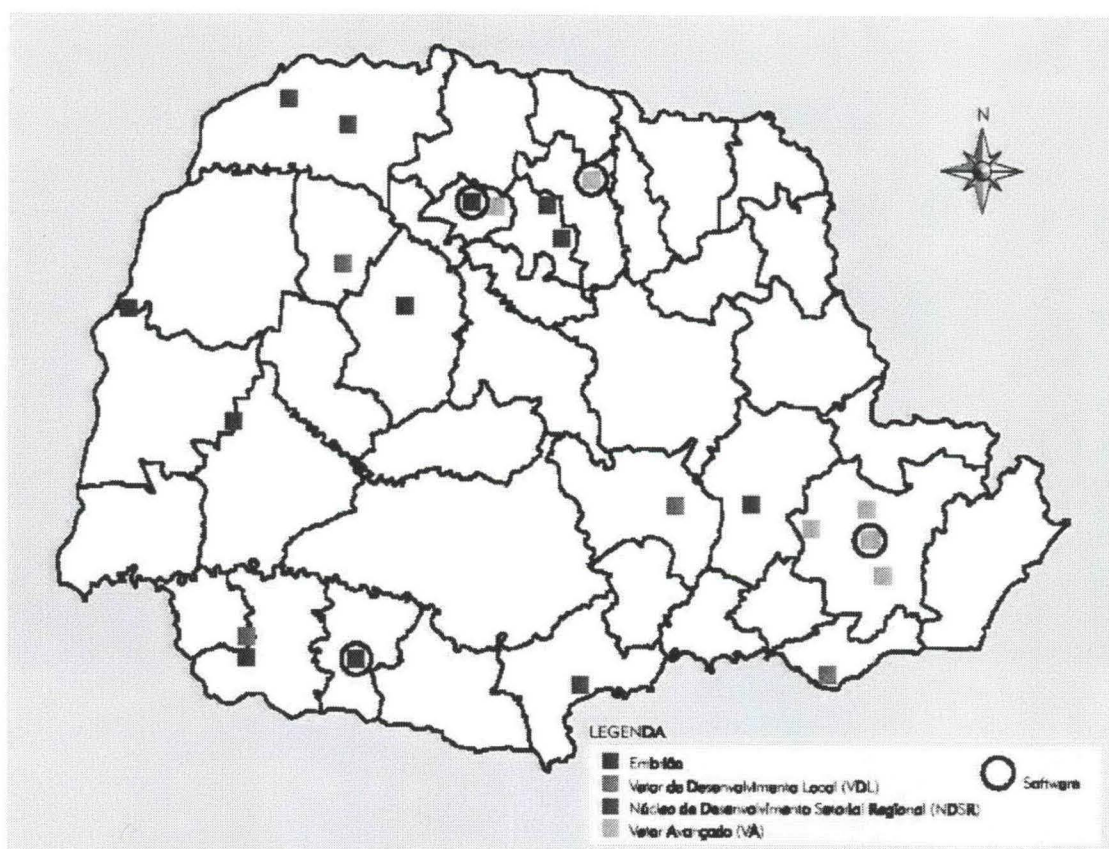 N
LEGENDA
Embrião
Vetor de Desenvolvimento Local (VDL)
Núcleo de Desenvolvimento Setorial Regional (NDSR)
Vetor Avançado (VA)
Software